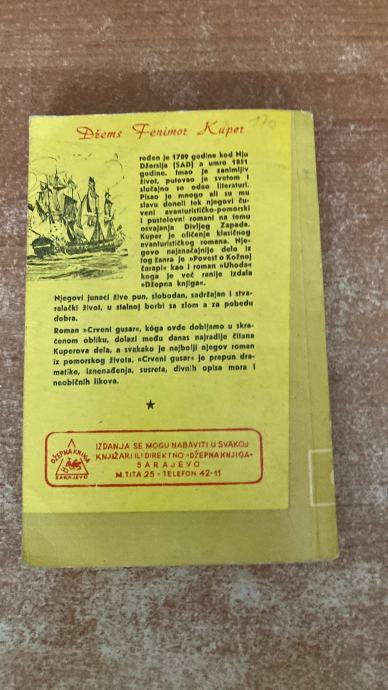 Džems Fenimor Kuper
170
rođen je 1789 godine kod Nju
Džersija (SAD) a umro 1851
godine. Imao je zanimljiv
život, putovao je svetom i
slučajno se odao literaturi.
Pisao je mnogo ali su mu
slavu doneli tek njegovi ču-
veni avanturističko-pomorski
i pustolovni romani na temu
osvajanja Divljeg Zapada.
Kuper je oličenje klasičnog
avanturističkog romana. Nje-
govo najznačajnije delo iz
tog žanra je »Povest o Kožnoj
čarapi« kao i roman »Uhoda«
koga je već ranije izdala
»Džepna knjiga«.
Njegovi junaci žive pun, slobodan, sadržajan i stva-
ralački život, u stalnoj borbi sa zlom a za pobedu
dobra.
Roman »Crveni gusar«, koga ovde dobijamo u skra-
ćenom obliku, dolazi među danas najradije čitana
Kuperova dela, a svakako je najbolji njegov roman
iz pomorskog života. »Crveni gusar« je prepun dra-
matike, iznenađenja, susreta, divnih opisa mora i
neobičnih likova.
DŽEPNA KNJIGA
SARAJEVO
IZDANJA SE MOGU NABAVITI U SVAKOJ
KNJIŽARI ILI DIREKTNO »DŽEPNA KNJIGA«
SARAJEVO
M. TITA 25 - TELEFON 42-11